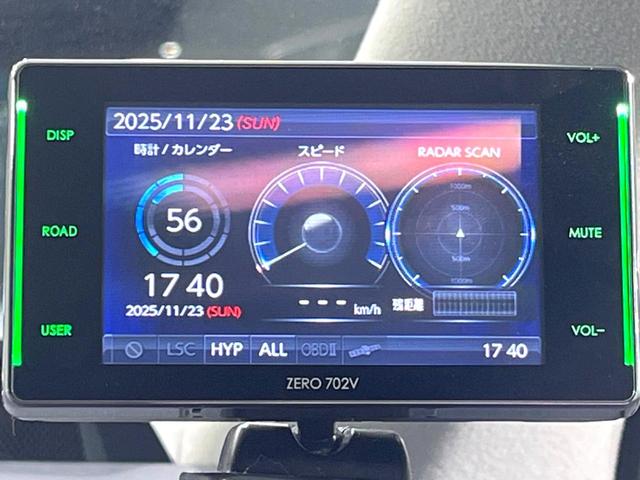 2025/11/23 (SUN)
DISP
VOL+
時計 / カレンダー
スピード
RADAR SCAN
1000m
500m
56
ROAD
MUTE
500m
1000m
17 40
2025/11/23 (SUN)
--- km/h
残距離
USER
VOL−
LSC HYP ALL OBDⅡ 17 40
ZERO 702V